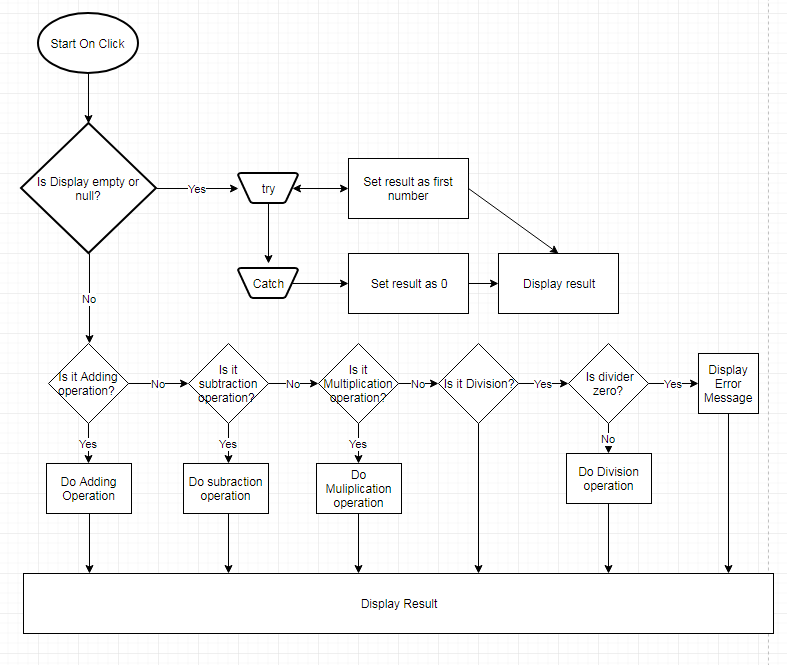 Start On Click
Is Display empty or
null?
Yes
try
Set result as first
number
Catch
Set result as 0
Display result
No
Is it Adding
operation?
No
Is it
subtraction
operation?
No
Is it
Multiplication
operation?
No
Is it Division?
Yes
Is divider
zero?
Yes
Display
Error
Message
Yes
Yes
Yes
No
Do Adding
Operation
Do subraction
operation
Do
Muliplication
operation
Do Division
operation
Display Result